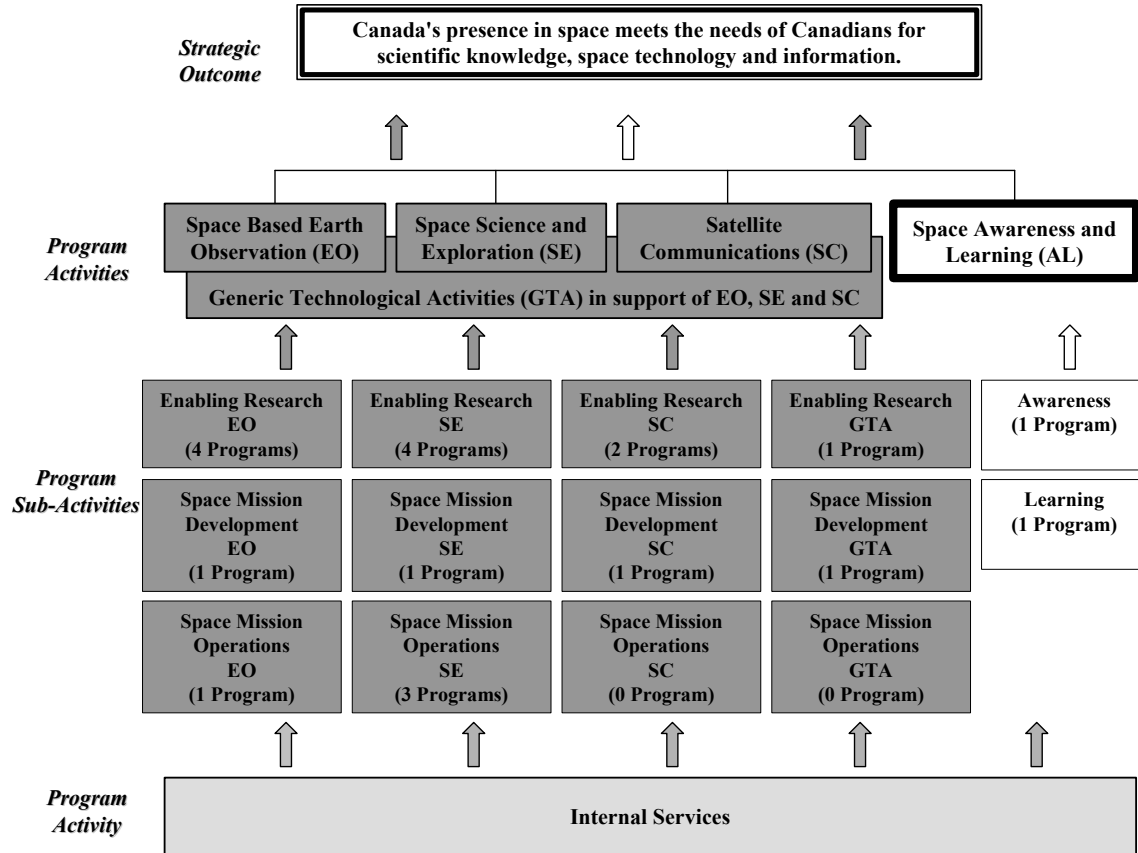 Strategic
Outcome
Canada's presence in space meets the needs of Canadians for
scientific knowledge, space technology and information.
Program
Activities
Space Based Earth
Observation (EO)
Space Science and
Exploration (SE)
Satellite
Communications (SC)
Space Awareness and
Learning (AL)
Generic Technological Activities (GTA) in support of EO, SE and SC
Program
Sub-Activities
Enabling Research
EO
(4 Programs)
Enabling Research
SE
(4 Programs)
Enabling Research
SC
(2 Programs)
Enabling Research
GTA
(1 Program)
Awareness
(1 Program)
Space Mission
Development
EO
(1 Program)
Space Mission
Development
SE
(1 Program)
Space Mission
Development
SC
(1 Program)
Space Mission
Development
GTA
(1 Program)
Learning
(1 Program)
Space Mission
Operations
EO
(1 Program)
Space Mission
Operations
SE
(3 Programs)
Space Mission
Operations
SC
(0 Program)
Space Mission
Operations
GTA
(0 Program)
Program
Activity
Internal Services